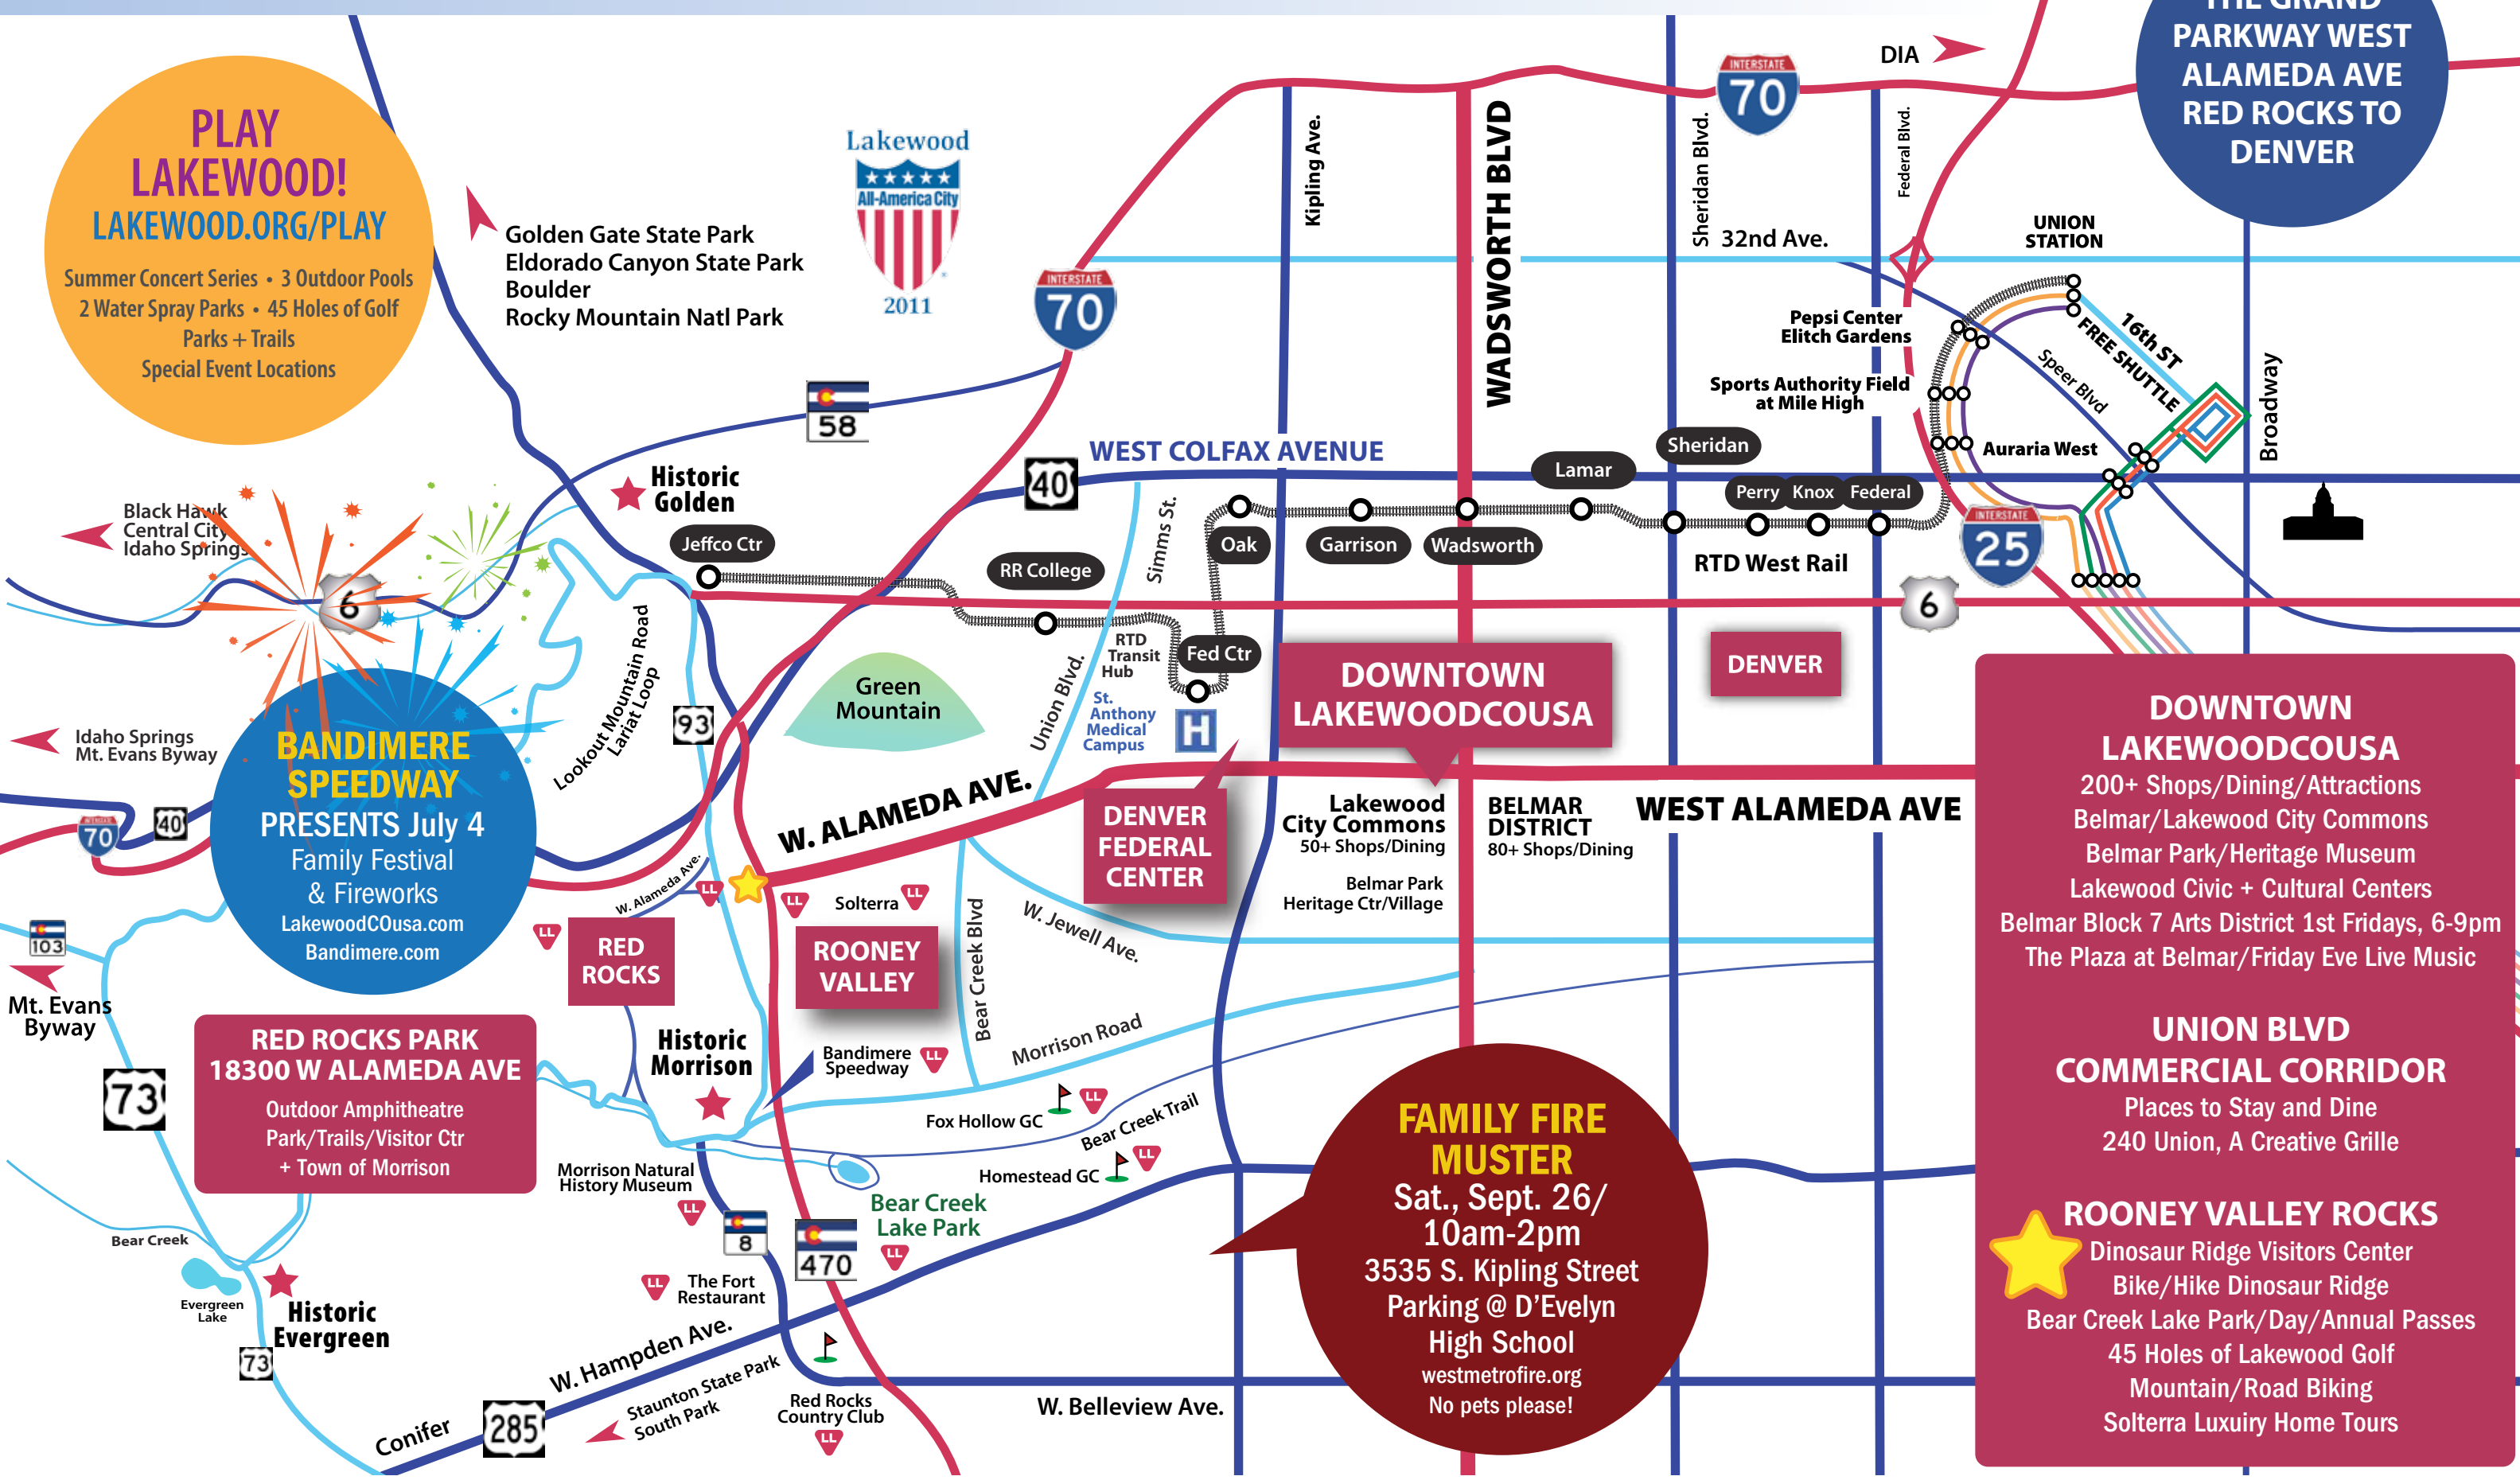 PLAY
LAKEWOOD!
LAKEWOOD.ORG/PLAY
Summer Concert Series • 3 Outdoor Pools
2 Water Spray Parks • 45 Holes of Golf
Parks + Trails
Special Event Locations
Golden Gate State Park
Eldorado Canyon State Park
Boulder
Rocky Mountain Natl Park
Lakewood
All-America City
2011
INTERSTATE
70
58
Kipling Ave.
WADSWORTH BLVD
Sheridan Blvd.
INTERSTATE
70
Federal Blvd.
DIA
THE GRAND
PARKWAY WEST
ALAMEDA AVE
RED ROCKS TO
DENVER
32nd Ave.
UNION
STATION
Pepsi Center
Elitch Gardens
Sports Authority Field
at Mile High
16th ST
FREE SHUTTLE
Speer Blvd
Broadway
Auraria West
WEST COLFAX AVENUE
40
Historic
Golden
Jeffco Ctr
RR College
Simms St.
Oak
Garrison
Wadsworth
Lamar
Sheridan
Perry
Knox
Federal
RTD West Rail
INTERSTATE
25
6
Black Hawk
Central City
Idaho Springs
6
Lookout Mountain Road
Lariat Loop
93
Green
Mountain
Union Blvd.
RTD
Transit
Hub
Fed Ctr
St.
Anthony
Medical
Campus
H
DOWNTOWN
LAKEWOODCOUSA
DENVER
Idaho Springs
Mt. Evans Byway
INTERSTATE
70
40
BANDIMERE
SPEEDWAY
PRESENTS July 4
Family Festival
& Fireworks
LakewoodCOusa.com
Bandimere.com
W. ALAMEDA AVE.
DENVER
FEDERAL
CENTER
Lakewood
City Commons
50+ Shops/Dining
Belmar Park
Heritage Ctr/Village
BELMAR
DISTRICT
80+ Shops/Dining
WEST ALAMEDA AVE
W. Alameda Ave.
LL
LL
Solterra
LL
LL
RED
ROCKS
ROONEY
VALLEY
Bear Creek Blvd
W. Jewell Ave.
103
Mt. Evans
Byway
73
RED ROCKS PARK
18300 W ALAMEDA AVE
Outdoor Amphitheatre
Park/Trails/Visitor Ctr
+ Town of Morrison
Historic
Morrison
Bandimere
Speedway
LL
Morrison Road
Fox Hollow GC
LL
Bear Creek Trail
Homestead GC
LL
Morrison Natural
History Museum
LL
8
470
Bear Creek
Lake Park
LL
LL
The Fort
Restaurant
Bear Creek
Evergreen
Lake
Historic
Evergreen
73
W. Hampden Ave.
Staunton State Park
South Park
Conifer
285
Red Rocks
Country Club
LL
W. Belleview Ave.
FAMILY FIRE
MUSTER
Sat., Sept. 26/
10am-2pm
3535 S. Kipling Street
Parking @ D'Evelyn
High School
westmetrofire.org
No pets please!
DOWNTOWN
LAKEWOODCOUSA
200+ Shops/Dining/Attractions
Belmar/Lakewood City Commons
Belmar Park/Heritage Museum
Lakewood Civic + Cultural Centers
Belmar Block 7 Arts District 1st Fridays, 6-9pm
The Plaza at Belmar/Friday Eve Live Music
UNION BLVD
COMMERCIAL CORRIDOR
Places to Stay and Dine
240 Union, A Creative Grille
ROONEY VALLEY ROCKS
Dinosaur Ridge Visitors Center
Bike/Hike Dinosaur Ridge
Bear Creek Lake Park/Day/Annual Passes
45 Holes of Lakewood Golf
Mountain/Road Biking
Solterra Luxuiry Home Tours